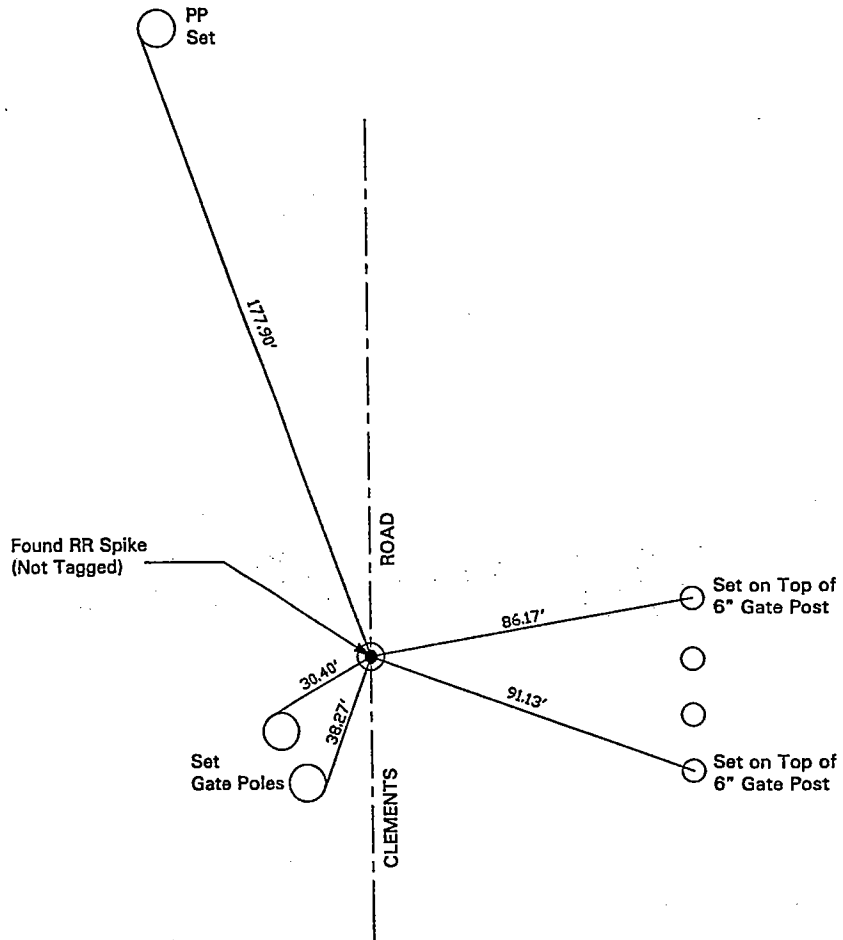 PP
Set
177.90'
ROAD
Found RR Spike
(Not Tagged)
Set on Top of
6" Gate Post
86.17'
30.40'
91.13'
38.27'
Set
Gate Poles
Set on Top of
6" Gate Post
CLEMENTS